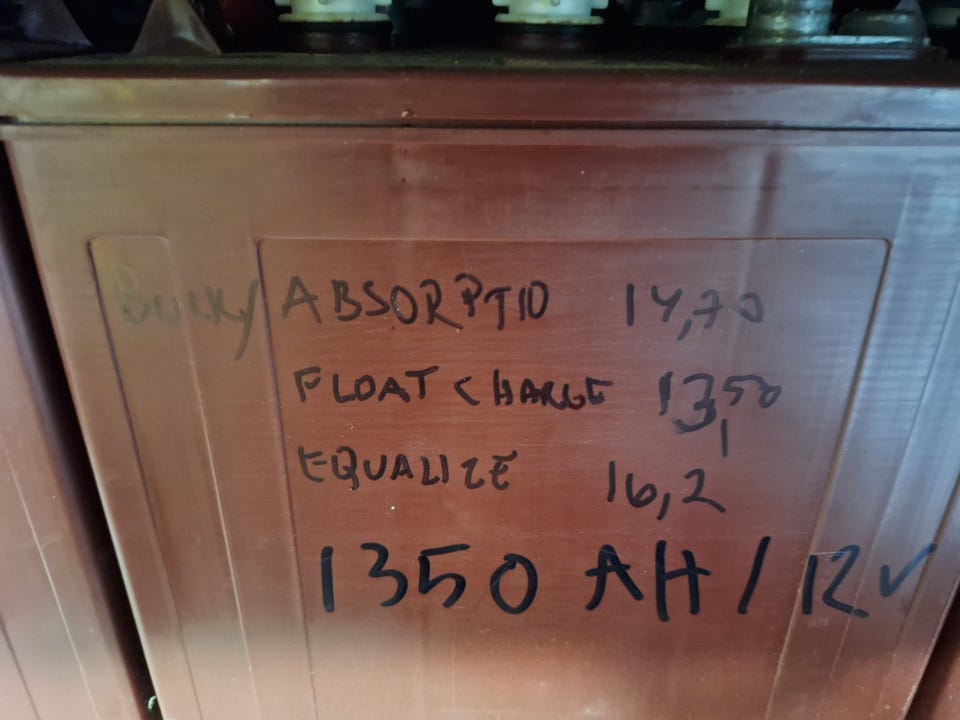 BULK/ ABSORPTIO 14,70
FLOAT CHARGE 13,50
EQUALIZE 16,2
1350 AH / 12V